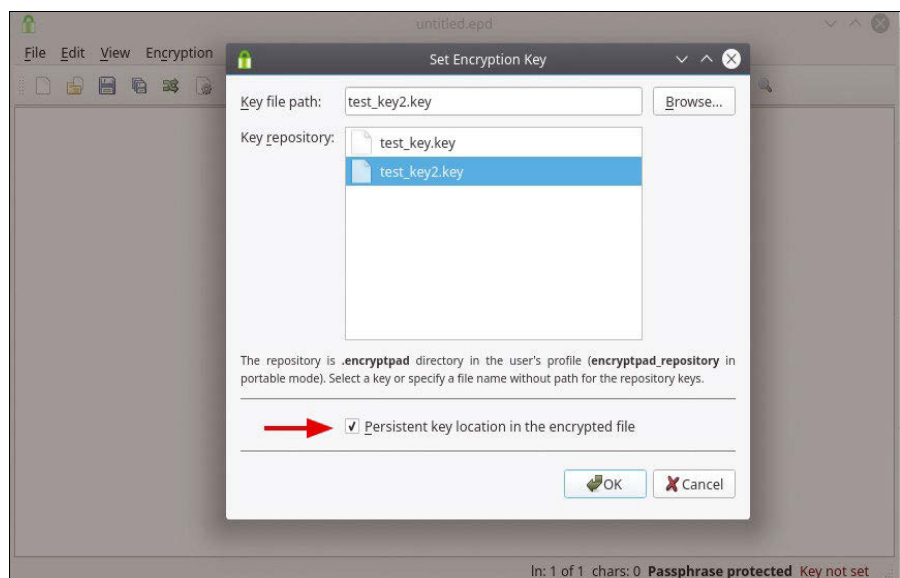 untitled.epd
File Edit View Encryption
Set Encryption Key
Key file path: test_key2.key Browse...
Key repository: test_key.key
test_key2.key
The repository is .encryptpad directory in the user's profile (encryptpad_repository in
portable mode). Select a key or specify a file name without path for the repository keys.
Persistent key location in the encrypted file
OK Cancel
ln: 1 of 1 chars: 0 Passphrase protected Key not set